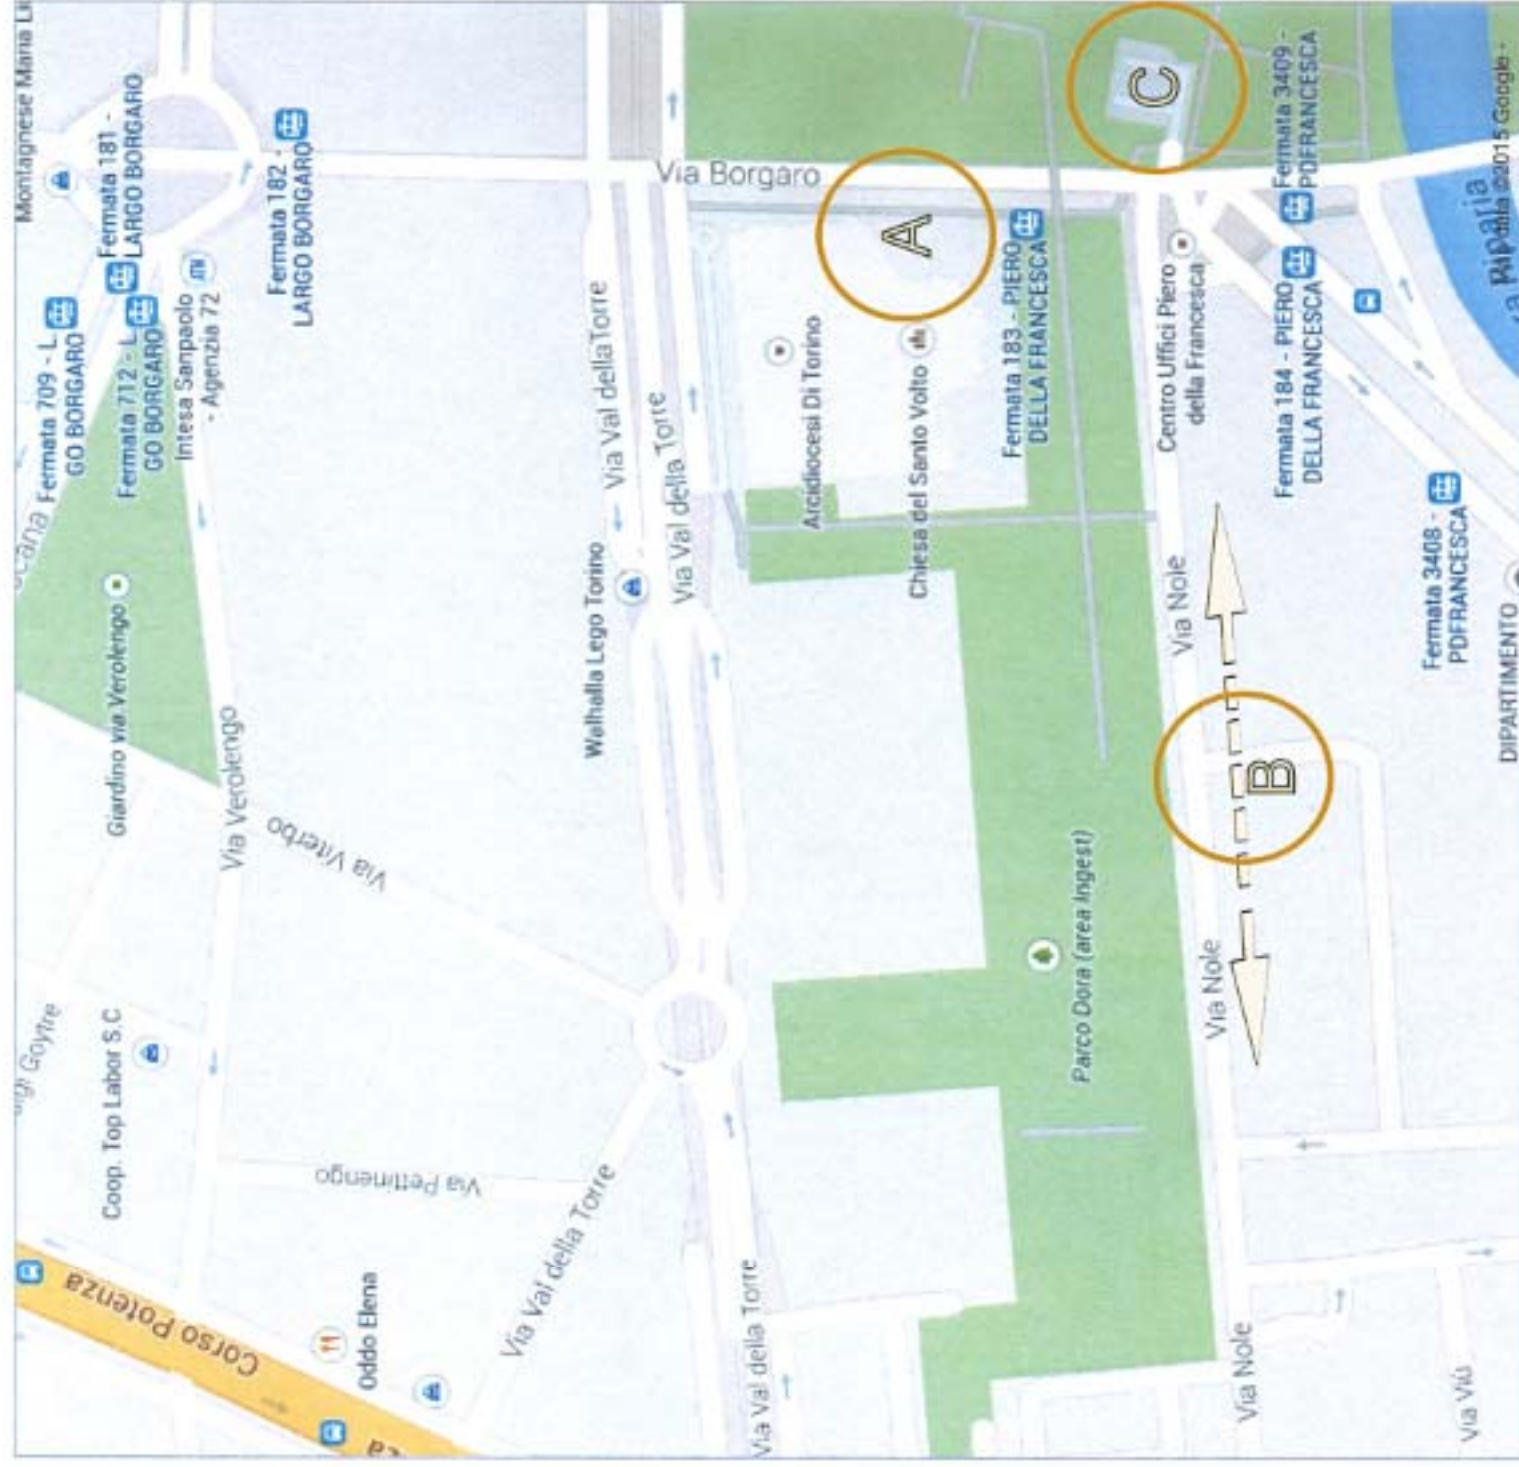 Montagnese Maria
Fermata 181 -
LARGO BORGARO
Fermata 709 - L.
GO BORGARO
Fermata 712 - L.
GO BORGARO
Intesa Sanpaolo
- Agenzia 72
Fermata 182 -
LARGO BORGARO
Giardino via Verolengo
Via Verolengo
Via Viterbo
Coop. Top Labor S.C
Via Pettinengo
Corso Potenza
Oddo Elena
Via Val della Torre
Via Val della Torre
Via Val della Torre
Via Val della Torre
Walhalla Lego Torino
Via Borgaro
A
Arcidiocesi Di Torino
Chiesa del Santo Volto
Fermata 183 - PIERO
DELLA FRANCESCA
C
Fermata 3409 -
PDFRANCESCA
Centro Uffici Piero
della Francesca
Fermata 184 - PIERO
DELLA FRANCESCA
Fermata 3408 -
PDFRANCESCA
DIPARTIMENTO
Parco Dora (area Ingest)
B
Via Nole
Via Nole
Via Nole
Via Viù
Riparia
©2015 Google -